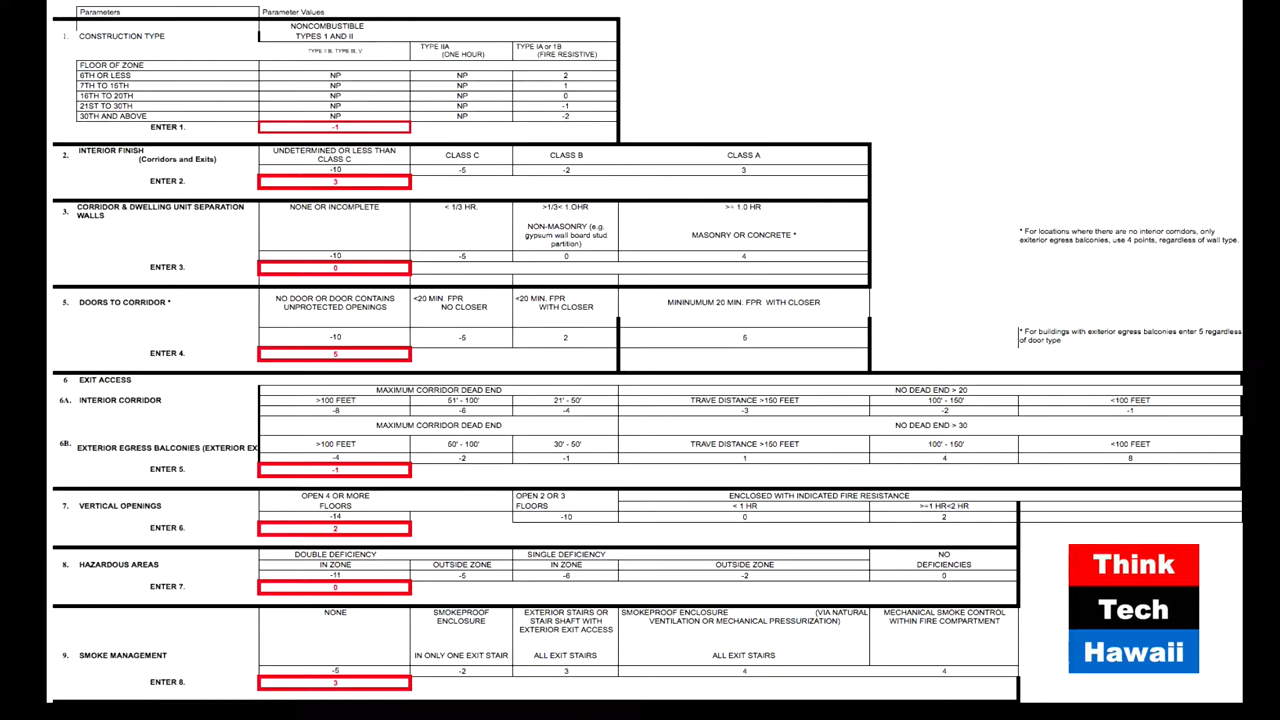 Parameters Parameter Values
NONCOMBUSTIBLE
1. CONSTRUCTION TYPE TYPES 1 AND II
TYPE II B, TYPE III, V TYPE IIA TYPE IA or 1B
(ONE HOUR) (FIRE RESISTIVE)
FLOOR OF ZONE
6TH OR LESS NP NP 2
7TH TO 15TH NP NP 1
16TH TO 20TH NP NP 0
21ST TO 30TH NP NP -1
30TH AND ABOVE NP NP -2
ENTER 1. -1
2. INTERIOR FINISH UNDETERMINED OR LESS THAN CLASS C CLASS B CLASS A
(Corridors and Exits) CLASS C
-10 -5 -2 3
ENTER 2. 3
3. CORRIDOR & DWELLING UNIT SEPARATION NONE OR INCOMPLETE < 1/3 HR. >1/3< 1.0HR >= 1.0 HR
WALLS
NON-MASONRY (e.g. MASONRY OR CONCRETE * * For locations where there are no interior corridors, only
gypsum wall board stud exiterior egress balconies, use 4 points, regardless of wall type.
partition)
-10 -5 0 4
ENTER 3. 0
5. DOORS TO CORRIDOR * NO DOOR OR DOOR CONTAINS <20 MIN. FPR <20 MIN. FPR MININUMUM 20 MIN. FPR WITH CLOSER
UNPROTECTED OPENINGS NO CLOSER WITH CLOSER
-10 -5 2 5 * For buildings with exiterior egress balconies enter 5 regardless
of door type
ENTER 4. 5
6 EXIT ACCESS
MAXIMUM CORRIDOR DEAD END NO DEAD END > 20
6A. INTERIOR CORRIDOR >100 FEET 51' - 100' 21' - 50' TRAVE DISTANCE >150 FEET 100' - 150' <100 FEET
-8 -6 -4 -3 -2 -1
MAXIMUM CORRIDOR DEAD END NO DEAD END > 30
6B. EXTERIOR EGRESS BALCONIES (EXTERIOR EX >100 FEET 50' - 100' 30' - 50' TRAVE DISTANCE >150 FEET 100' - 150' <100 FEET
-4 -2 -1 1 4 8
ENTER 5. -1
OPEN 4 OR MORE OPEN 2 OR 3 ENCLOSED WITH INDICATED FIRE RESISTANCE
7. VERTICAL OPENINGS FLOORS FLOORS < 1 HR >=1 HR<2 HR
-14 -10 0 2
ENTER 6. 2
DOUBLE DEFICIENCY SINGLE DEFICIENCY NO
8. HAZARDOUS AREAS IN ZONE OUTSIDE ZONE IN ZONE OUTSIDE ZONE DEFICIENCIES
-11 -5 -6 -2 0
ENTER 7. 0
NONE SMOKEPROOF EXTERIOR STAIRS OR SMOKEPROOF ENCLOSURE (VIA NATURAL MECHANICAL SMOKE CONTROL
ENCLOSURE STAIR SHAFT WITH VENTILATION OR MECHANICAL PRESSURIZATION) WITHIN FIRE COMPARTMENT
EXTERIOR EXIT ACCESS
9. SMOKE MANAGEMENT IN ONLY ONE EXIT STAIR ALL EXIT STAIRS ALL EXIT STAIRS
-5 -2 3 4 4
ENTER 8. 3
Think
Tech
Hawaii